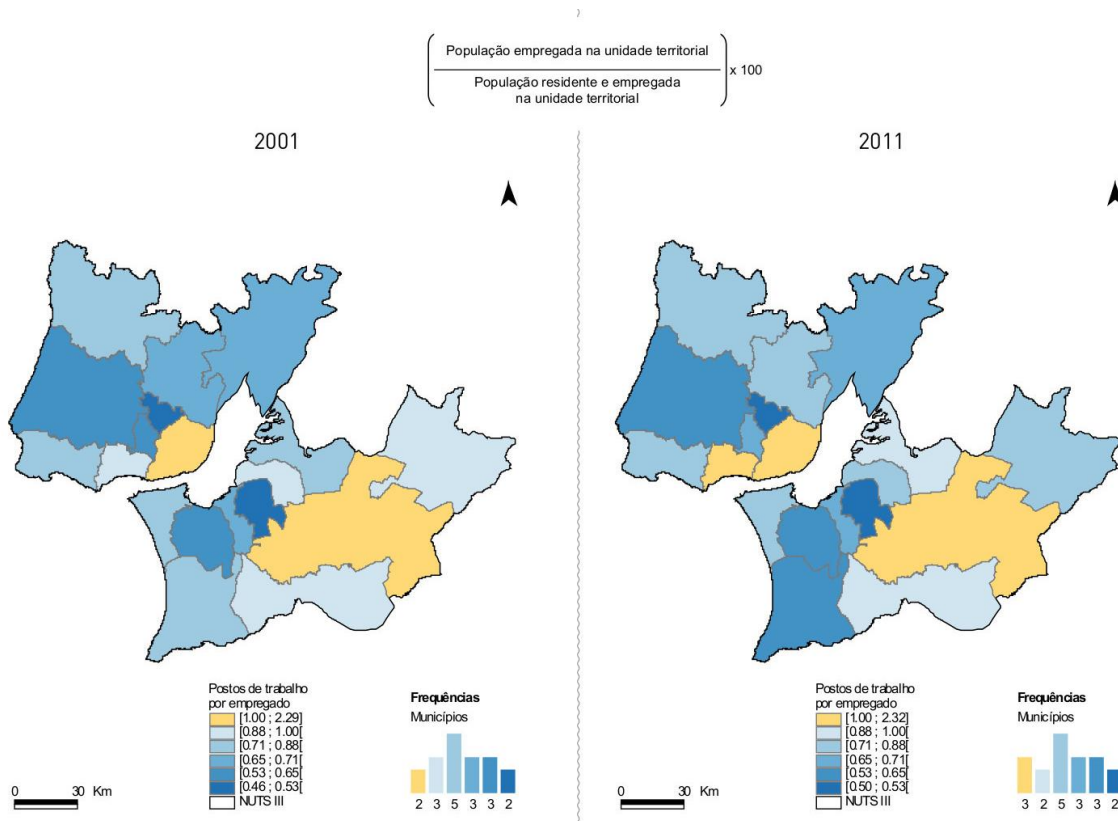 População empregada na unidade territorial
x 100
População residente e empregada
na unidade territorial
2001
2011
Postos de trabalho
por empregado
[1.00 ; 2.29[
[0.88 ; 1.00[
[0.71 ; 0.88[
[0.65 ; 0.71[
[0.53 ; 0.65[
[0.46 ; 0.53[
NUTS III
Frequências
Municípios
2 3 5 3 3 2
0 30 Km
Postos de trabalho
por empregado
[1.00 ; 2.32[
[0.88 ; 1.00[
[0.71 ; 0.88[
[0.65 ; 0.71[
[0.53 ; 0.65[
[0.50 ; 0.53[
NUTS III
Frequências
Municípios
3 2 5 3 3 2
0 30 Km